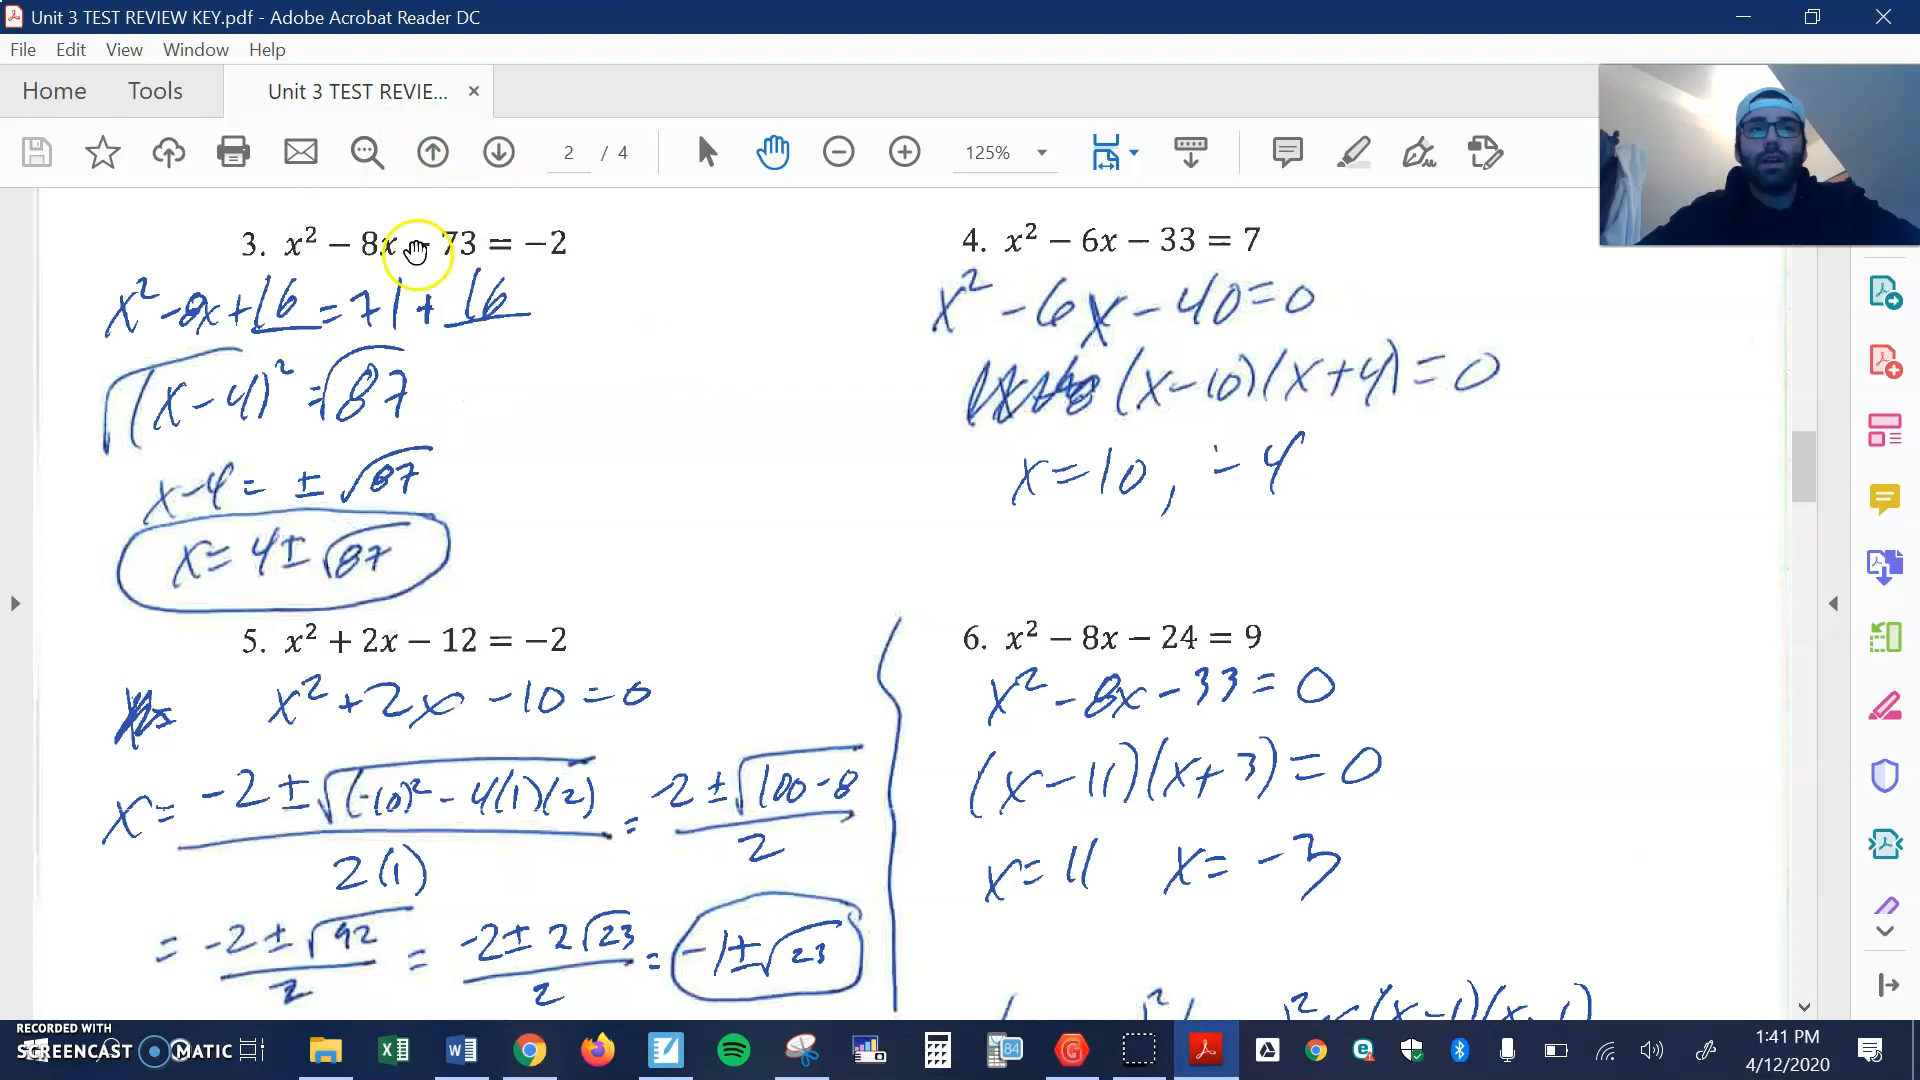 Unit 3 TEST REVIEW KEY.pdf - Adobe Acrobat Reader DC
File Edit View Window Help
Home Tools Unit 3 TEST REVIE... ×
2 / 4 125%
3. x² − 8x − 73 = −2
x² - 8x + 16 = 71 + 16
√(x-4)² = √87
x-4 = ± √87
x = 4 ± √87
4. x² − 6x − 33 = 7
x² - 6x - 40 = 0
(x-10)(x+4) = 0
x = 10, -4
5. x² + 2x − 12 = −2
x² + 2x - 10 = 0
x = (-2 ± √((-10)² - 4(1)(2))) / 2(1) = (-2 ± √(100-8)) / 2
= (-2 ± √92) / 2 = (-2 ± 2√23) / 2 = -1 ± √23
6. x² − 8x − 24 = 9
x² - 8x - 33 = 0
(x-11)(x+3) = 0
x = 11 x = -3
RECORDED WITH
SCREENCAST MATIC
84
1:41 PM
4/12/2020